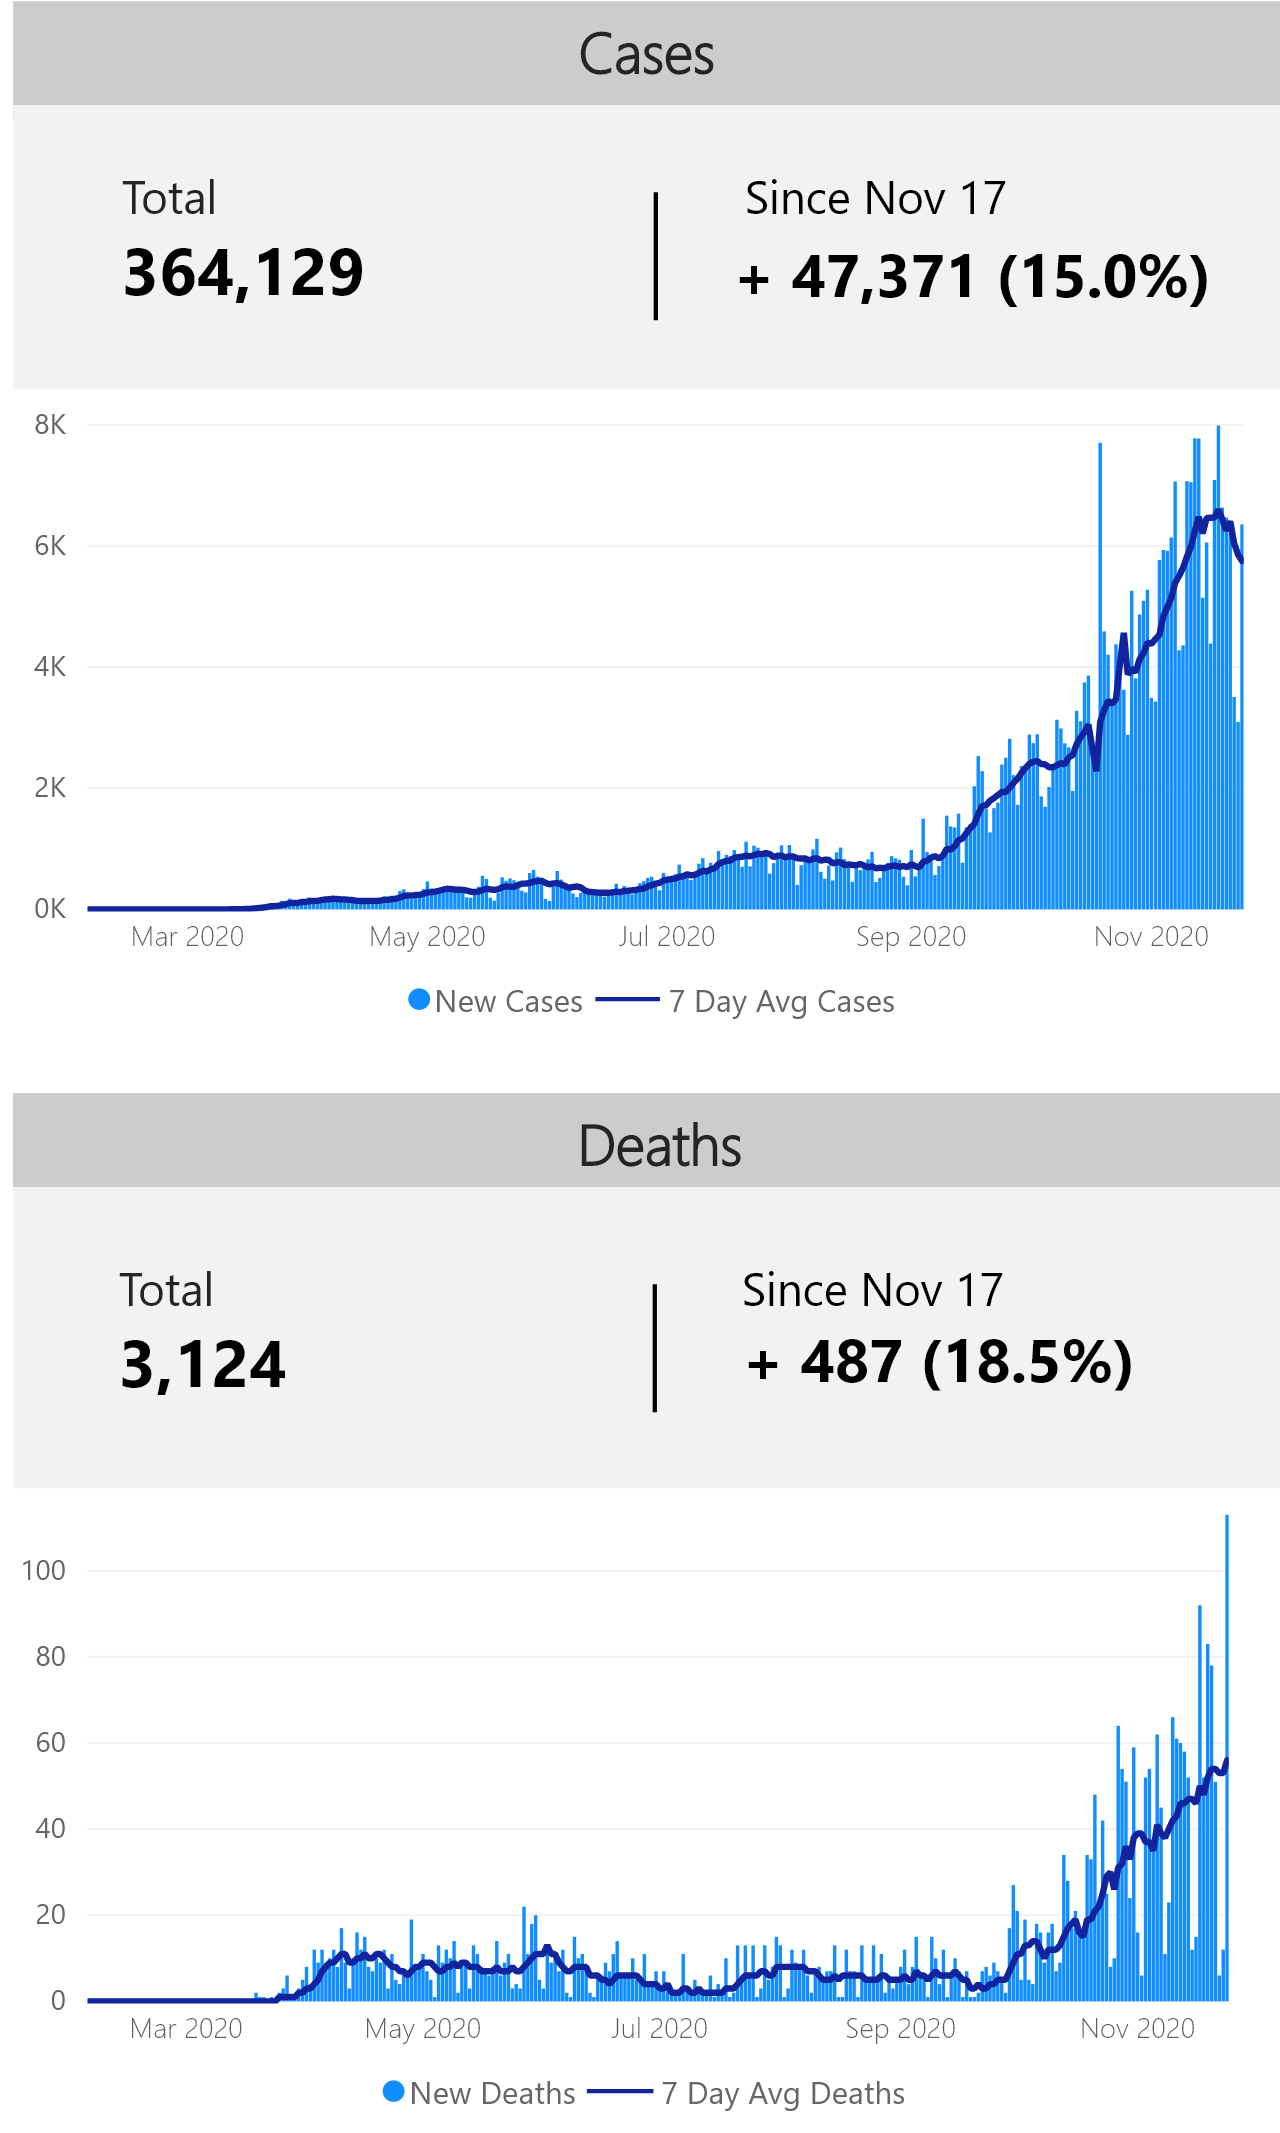 Cases
Total
Since Nov 17
364,129
+ 47,371 (15.0%)
8K
6K
4K
2K
0K
Mar 2020
May 2020
Jul 2020
Sep 2020
Nov 2020
New Cases
7 Day Avg Cases
Deaths
Total
Since Nov 17
3,124
+ 487 (18.5%)
100
80
60
40
20
0
Mar 2020
May 2020
Jul 2020
Sep 2020
Nov 2020
New Deaths
7 Day Avg Deaths